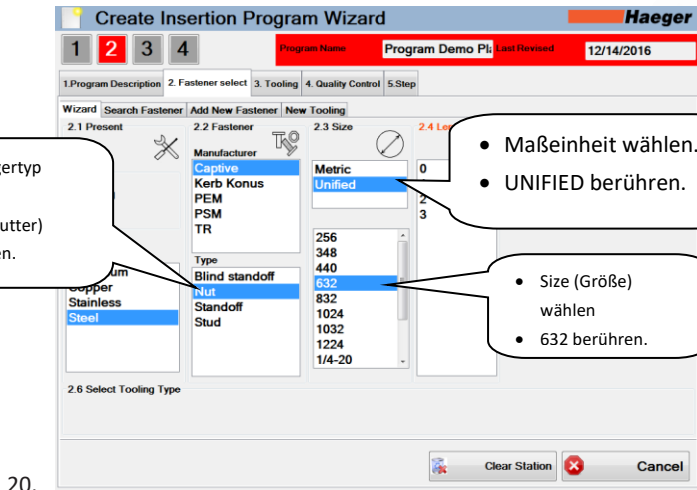 Create Insertion Program Wizard
Haeger
1 2 3 4
Program Name
Program Demo Pl
Last Revised
12/14/2016
1.Program Description 2. Fastener select 3. Tooling 4. Quality Control 5.Step
Wizard Search Fastener Add New Fastener New Tooling
2.1 Present
2.2 Fastener
Manufacturer
Captive
Kerb Konus
PEM
PSM
TR
Type
Blind standoff
Nut
Standoff
Stud
2.3 Size
Metric
Unified
256
348
440
632
832
1024
1032
1224
1/4-20
2.4
0
2
3
Stainless
Steel
utter)
en.
• Maßeinheit wählen.
• UNIFIED berühren.
• Size (Größe)
wählen
• 632 berühren.
2.6 Select Tooling Type
Clear Station
Cancel
20.